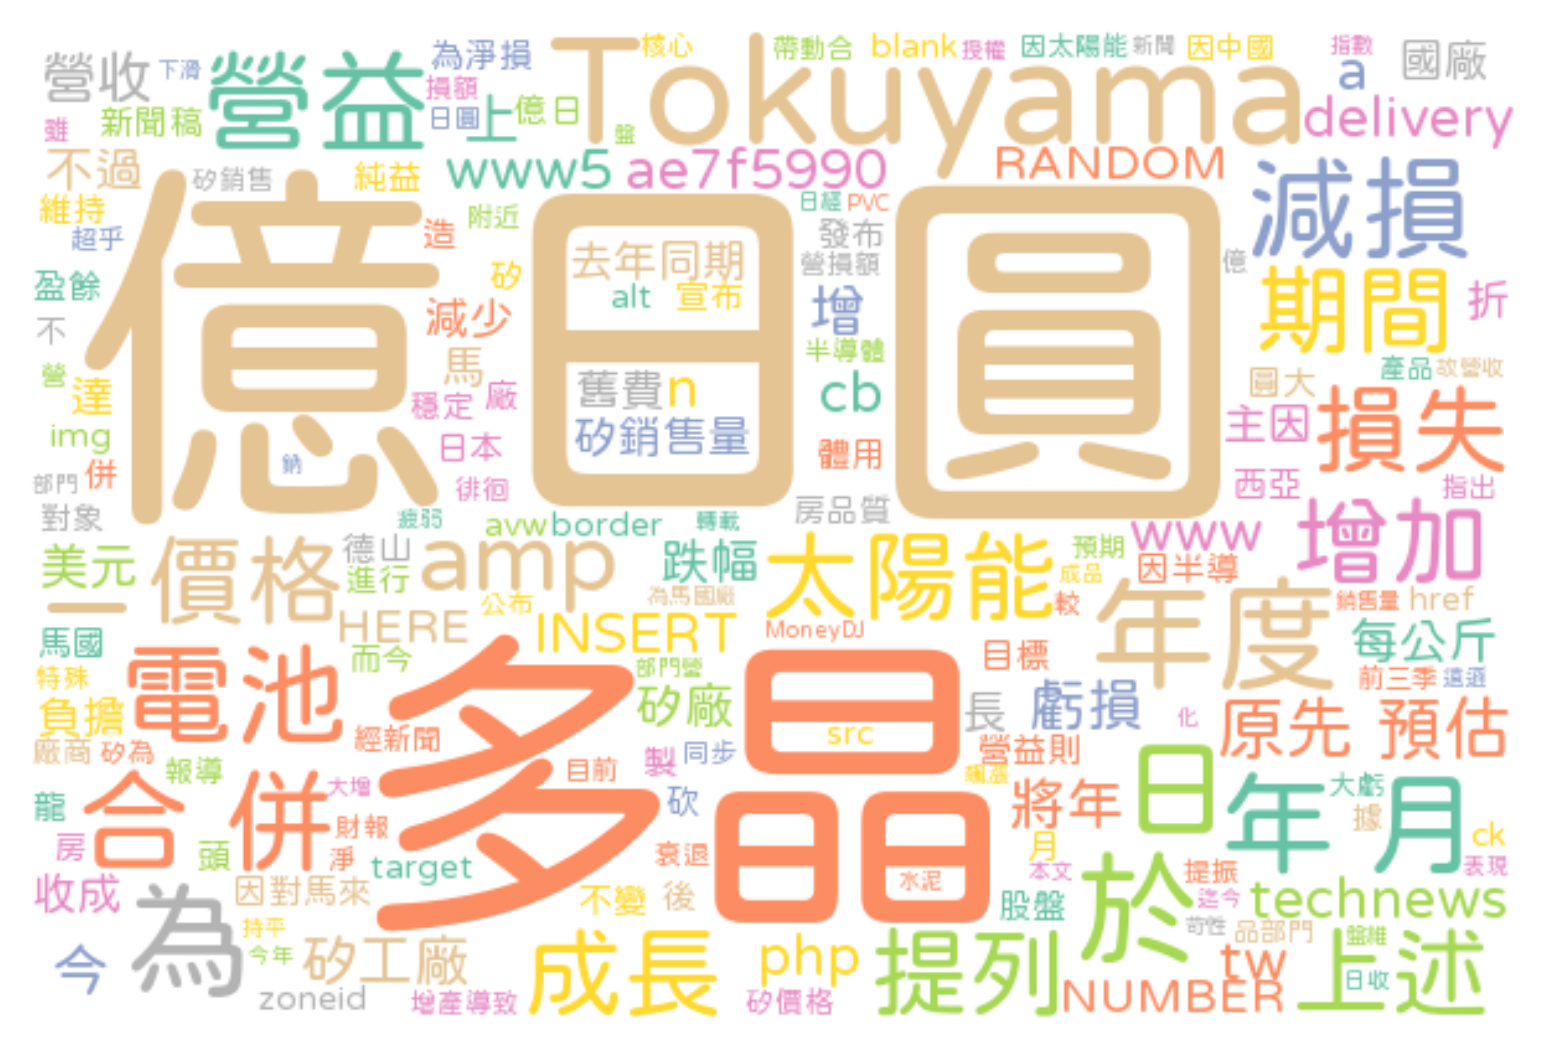 營收 下滑 營益 為淨損 核心 帶動合 blank 授權 因太陽能 新聞 因中國 指數 國廠
損額 Tokuyama a
雖 新聞稿 日圓 上 億日 盤 delivery
不過 矽銷售 純益 www5 ae7f5990 RANDOM 減損
維持 超乎 造 附近 日經 PVC 發布
億日圓
盈餘 矽 去年同期 營損額 億 期間 折
不 減少 alt 宣布 增
營 馬 半導體 產品 故營收
達 穩定 廠 舊費 n cb 圓大 主因 損失
img 日本 矽銷售量 體用
部門 併 鈉 徘徊 西亞 指出
對象 疲弱 avw border 轉載 房品質 www 增加
美元 價格 德山 進行 amp 跌幅 太陽能 預期 成品 因半導
一 HERE 公布 INSERT 為馬國廠 MoneyDJ 較 年度 銷售量 href
馬國 而今 部門營 目標 每公斤
特殊 電池 多晶 前三季
負擔 矽廠 長 虧損 化 原先 預估
廠商 矽為 經新聞 製 同步 src 營益則
報導 大增 目前 飆漲 日 大虧
龍 合併 砍 將年 年月 據
房 頭 淨 財報 target 衰退 月 ck
收成 因對馬來 不變 後 水泥 股盤 本文 於 提振 迄今 technews 表現
為 持平 苛性 品部門 盤維
今 今年 矽工廠 成長 php 提列 tw 日收 上述
zoneid 增產導致 矽價格 NUMBER